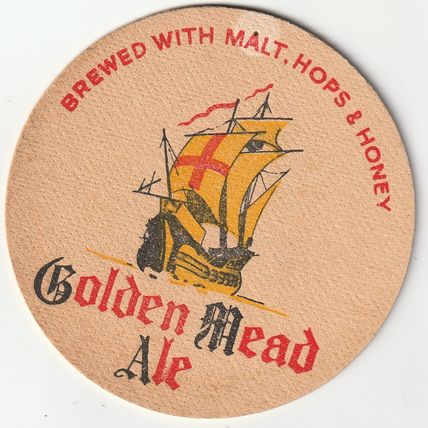 BREWED WITH MALT, HOPS & HONEY
Golden Mead
Ale